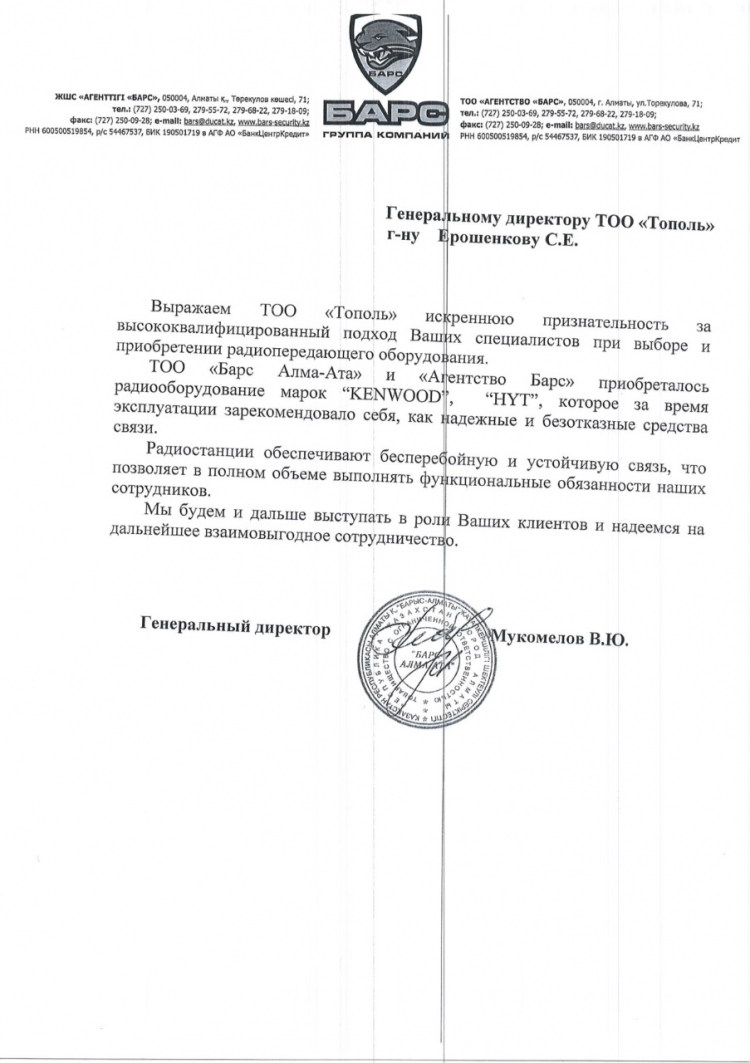 БАРС
БАРС
ГРУППА КОМПАНИЙ
ЖШС «АГЕНТТІГІ «БАРС», 050004, Алматы қ., Төреқұлов көшесі, 71;
тел.: (727) 250-03-69, 279-55-72, 279-68-22, 279-18-09;
факс: (727) 250-09-28; e-mail: bars@ducat.kz, www.bars-security.kz
РНН 600500519854, р/с 54467537, БИК 190501719 в АГФ АО «БанкЦентрКредит»
ТОО «АГЕНТСТВО «БАРС», 050004, г. Алматы, ул.Торекулова, 71;
тел.: (727) 250-03-69, 279-55-72, 279-68-22, 279-18-09;
факс: (727) 250-09-28; e-mail: bars@ducat.kz, www.bars-security.kz
РНН 600500519854, р/с 54467537, БИК 190501719 в АГФ АО «БанкЦентрКредит
Генеральному директору ТОО «Тополь»
г-ну Ерошенкову С.Е.
Выражаем ТОО «Тополь» искреннюю признательность за
высококвалифицированный подход Ваших специалистов при выборе и
приобретении радиопередающего оборудования.
ТОО «Барс Алма-Ата» и «Агентство Барс» приобреталось
радиооборудование марок “KENWOOD”, “HYT”, которое за время
эксплуатации зарекомендовало себя, как надежные и безотказные средства
связи.
Радиостанции обеспечивают бесперебойную и устойчивую связь, что
позволяет в полном объеме выполнять функциональные обязанности наших
сотрудников.
Мы будем и дальше выступать в роли Ваших клиентов и надеемся на
дальнейшее взаимовыгодное сотрудничество.
Генеральный директор
Мукомелов В.Ю.
"БАРС
АЛМА-АТА"